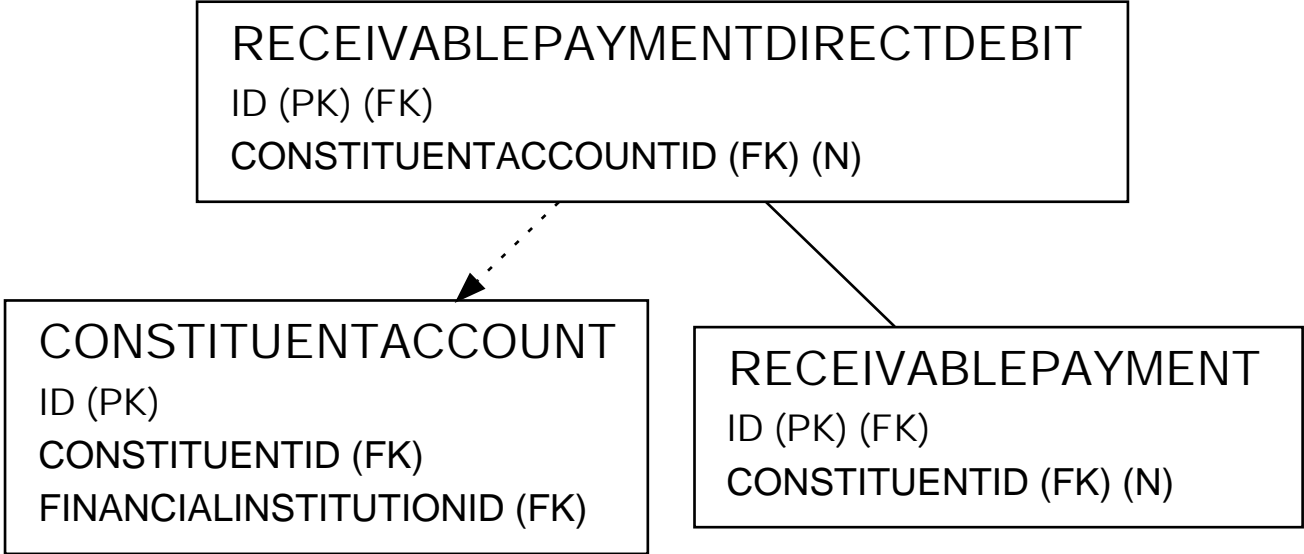 RECEIVABLEPAYMENTDIRECTDEBIT
ID (PK) (FK)
CONSTITUENTACCOUNTID (FK) (N)
CONSTITUENTACCOUNT
ID (PK)
CONSTITUENTID (FK)
FINANCIALINSTITUTIONID (FK)
RECEIVABLEPAYMENT
ID (PK) (FK)
CONSTITUENTID (FK) (N)